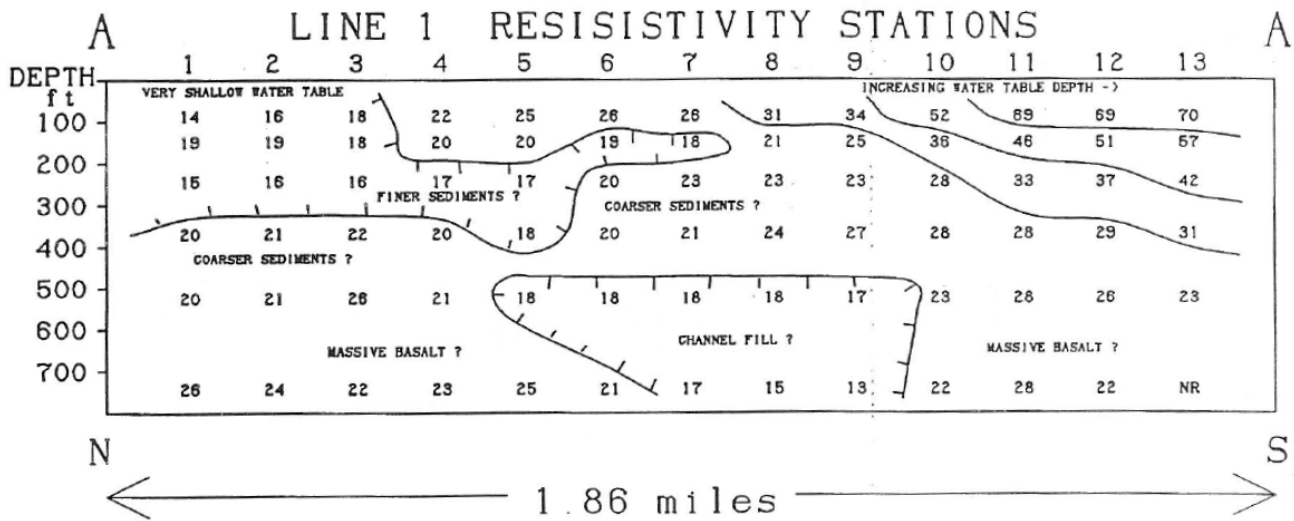 A LINE 1 RESISISTIVITY STATIONS A
1 2 3 4 5 6 7 8 9 10 11 12 13
DEPTH
ft
VERY SHALLOW WATER TABLE INCREASING WATER TABLE DEPTH ->
100 14 16 18 22 25 26 26 31 34 52 89 69 70
19 19 18 20 20 19 18 21 25 36 46 51 57
200
15 16 16 17 17 20 23 23 23 28 33 37 42
FINER SEDIMENTS ? COARSER SEDIMENTS ?
300
20 21 22 20 18 20 21 24 27 28 28 29 31
400
COARSER SEDIMENTS ?
500 20 21 26 21 18 18 18 18 17 23 28 26 23
600
CHANNEL FILL ?
MASSIVE BASALT ? MASSIVE BASALT ?
700
26 24 22 23 25 21 17 15 13 22 28 22 NR
N S
1.86 miles